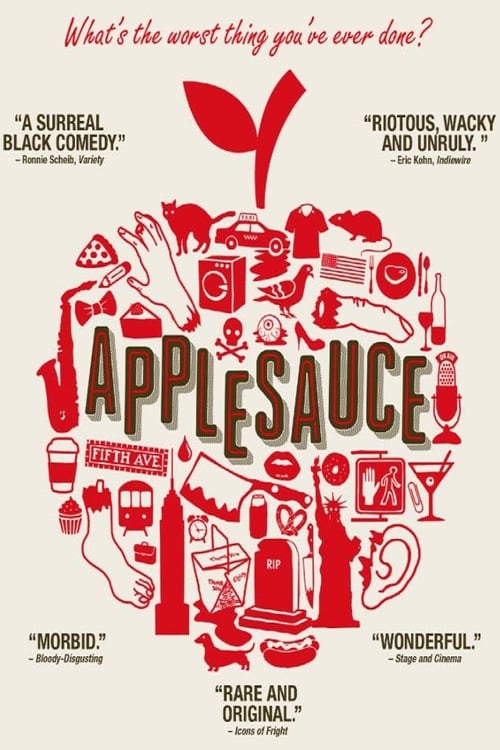 What's the worst thing you've ever done?
"A SURREAL
BLACK COMEDY."
– Ronnie Scheib, Variety
"RIOTOUS, WACKY
AND UNRULY. "
– Eric Kohn, Indiewire
TAXI
ON AIR
APPLESAUCE
FIFTH AVE
RIP
"MORBID."
– Bloody-Disgusting
"WONDERFUL."
– Stage and Cinema
"RARE AND
ORIGINAL."
– Icons of Fright